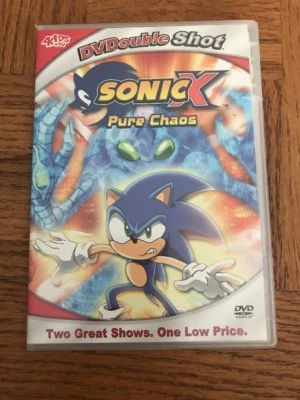 4Kids
DVDouble Shot
SONIC X
Pure Chaos
DVD
Two Great Shows. One Low Price.